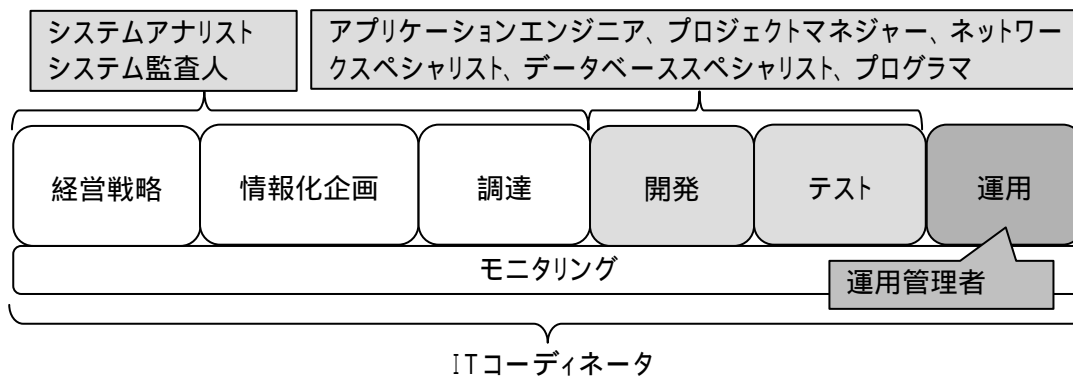 システムアナリスト
システム監査人
アプリケーションエンジニア、プロジェクトマネジャー、ネットワー
クスペシャリスト、データベーススペシャリスト、プログラマ
経営戦略
情報化企画
調達
開発
テスト
運用
モニタリング
運用管理者
ITコーディネータ